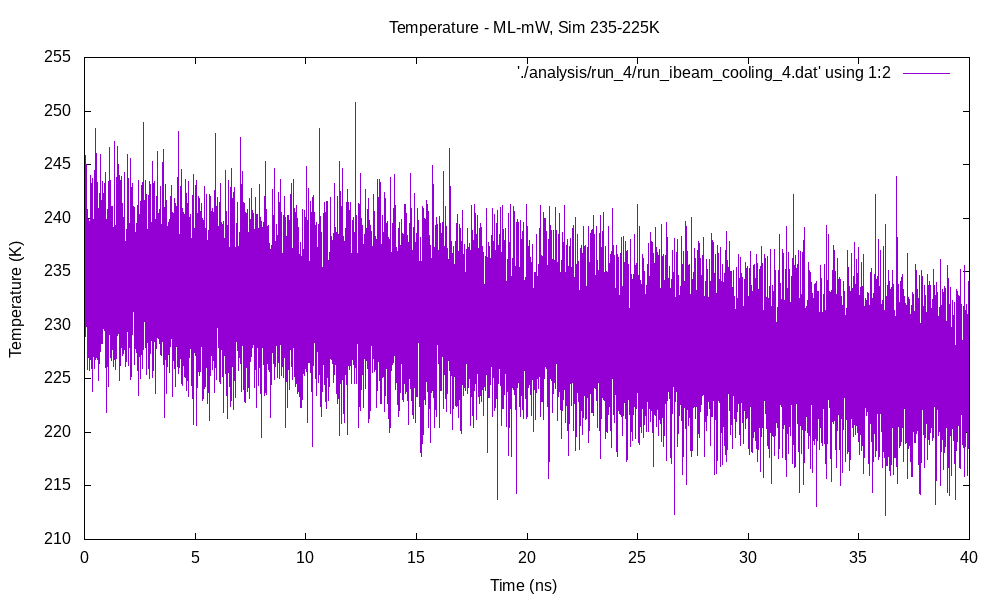 Temperature - ML-mW, Sim 235-225K
'./analysis/run_4/run_ibeam_cooling_4.dat' using 1:2
Temperature (K)
255
250
245
240
235
230
225
220
215
210
0 5 10 15 20 25 30 35 40
Time (ns)